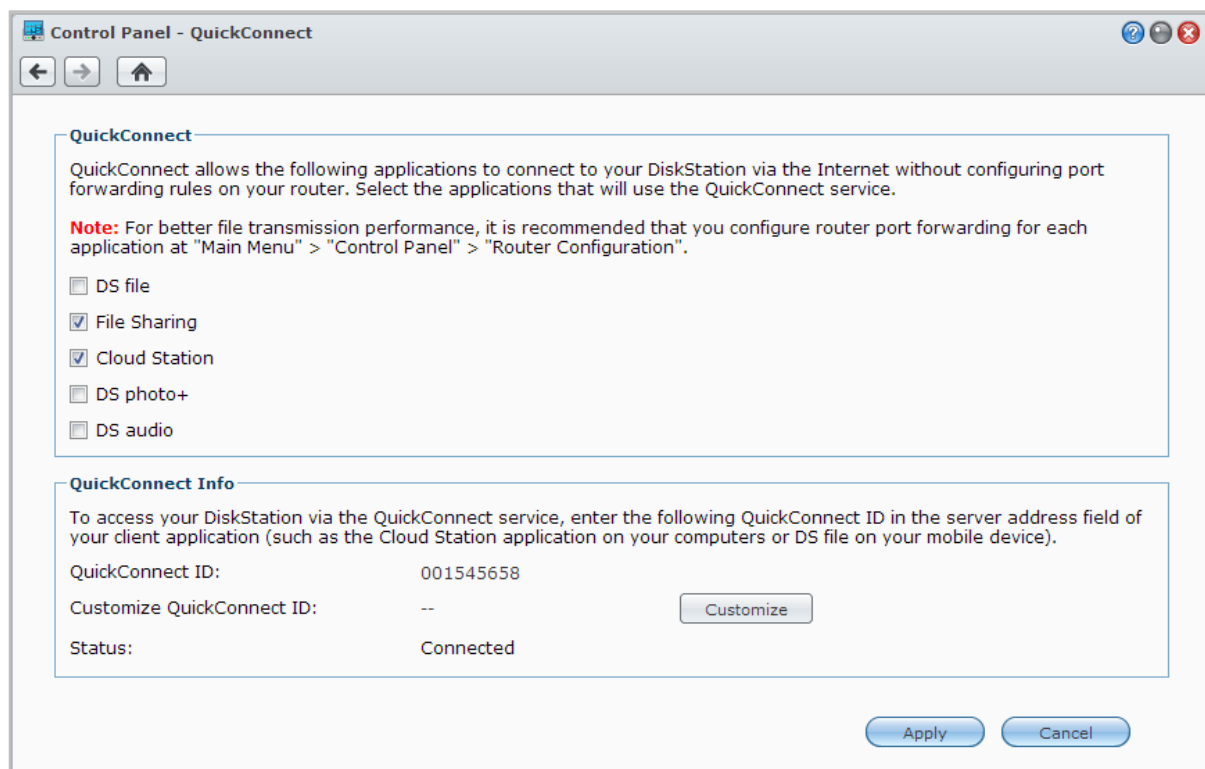 Control Panel - QuickConnect
QuickConnect
QuickConnect allows the following applications to connect to your DiskStation via the Internet without configuring port
forwarding rules on your router. Select the applications that will use the QuickConnect service.
Note: For better file transmission performance, it is recommended that you configure router port forwarding for each
application at "Main Menu" > "Control Panel" > "Router Configuration".
DS file
File Sharing
Cloud Station
DS photo+
DS audio
QuickConnect Info
To access your DiskStation via the QuickConnect service, enter the following QuickConnect ID in the server address field of
your client application (such as the Cloud Station application on your computers or DS file on your mobile device).
QuickConnect ID: 001545658
Customize QuickConnect ID: -- Customize
Status: Connected
Apply Cancel